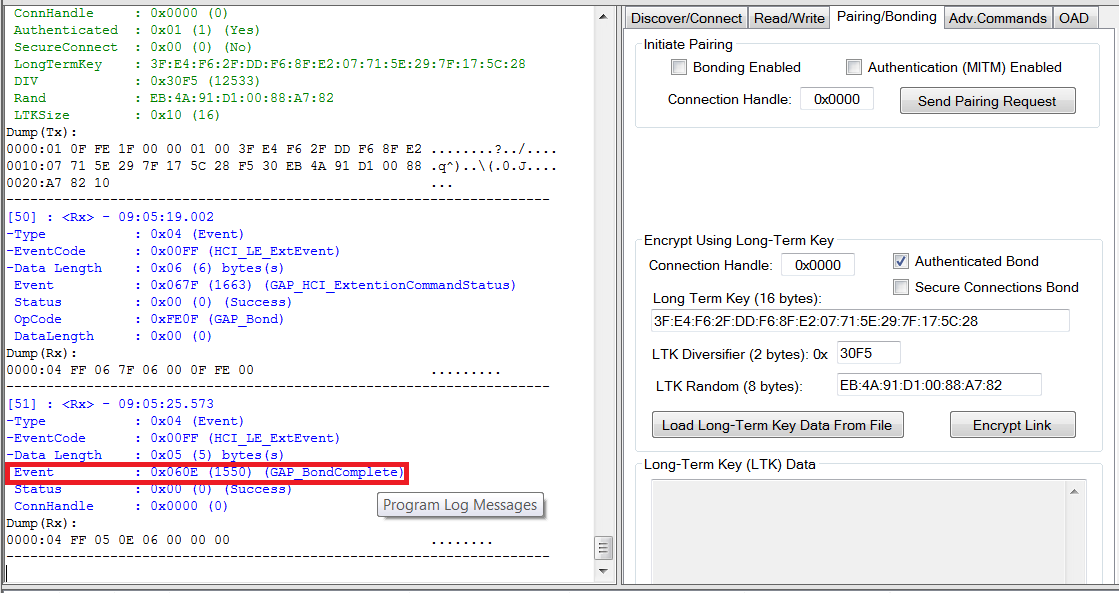 ConnHandle : 0x0000 (0)
Authenticated : 0x01 (1) (Yes)
SecureConnect : 0x00 (0) (No)
LongTermKey : 3F:E4:F6:2F:DD:F6:8F:E2:07:71:5E:29:7F:17:5C:28
DIV : 0x30F5 (12533)
Rand : EB:4A:91:D1:00:88:A7:82
LTKSize : 0x10 (16)
Dump(Tx):
0000:01 0F FE 1F 00 00 01 00 3F E4 F6 2F DD F6 8F E2 ........?../....
0010:07 71 5E 29 7F 17 5C 28 F5 30 EB 4A 91 D1 00 88 .q^)..\(.0.J....
0020:A7 82 10 ...
--------------------------------------------------------------------
[50] : <Rx> - 09:05:19.002
-Type : 0x04 (Event)
-EventCode : 0x00FF (HCI_LE_ExtEvent)
-Data Length : 0x06 (6) bytes(s)
Event : 0x067F (1663) (GAP_HCI_ExtentionCommandStatus)
Status : 0x00 (0) (Success)
OpCode : 0xFE0F (GAP_Bond)
DataLength : 0x00 (0)
Dump(Rx):
0000:04 FF 06 7F 06 00 0F FE 00 .........
--------------------------------------------------------------------
[51] : <Rx> - 09:05:25.573
-Type : 0x04 (Event)
-EventCode : 0x00FF (HCI_LE_ExtEvent)
-Data Length : 0x05 (5) bytes(s)
Event : 0x060E (1550) (GAP_BondComplete)
Status : 0x00 (0) (Success)
ConnHandle : 0x0000 (0)
Program Log Messages
Dump(Rx):
0000:04 FF 05 0E 06 00 00 00 ........
--------------------------------------------------------------------
Discover/Connect Read/Write Pairing/Bonding Adv.Commands OAD
Initiate Pairing
Bonding Enabled Authentication (MITM) Enabled
Connection Handle: 0x0000 Send Pairing Request
Encrypt Using Long-Term Key
Connection Handle: 0x0000 Authenticated Bond
Secure Connections Bond
Long Term Key (16 bytes):
3F:E4:F6:2F:DD:F6:8F:E2:07:71:5E:29:7F:17:5C:28
LTK Diversifier (2 bytes): 0x 30F5
LTK Random (8 bytes): EB:4A:91:D1:00:88:A7:82
Load Long-Term Key Data From File Encrypt Link
Long-Term Key (LTK) Data